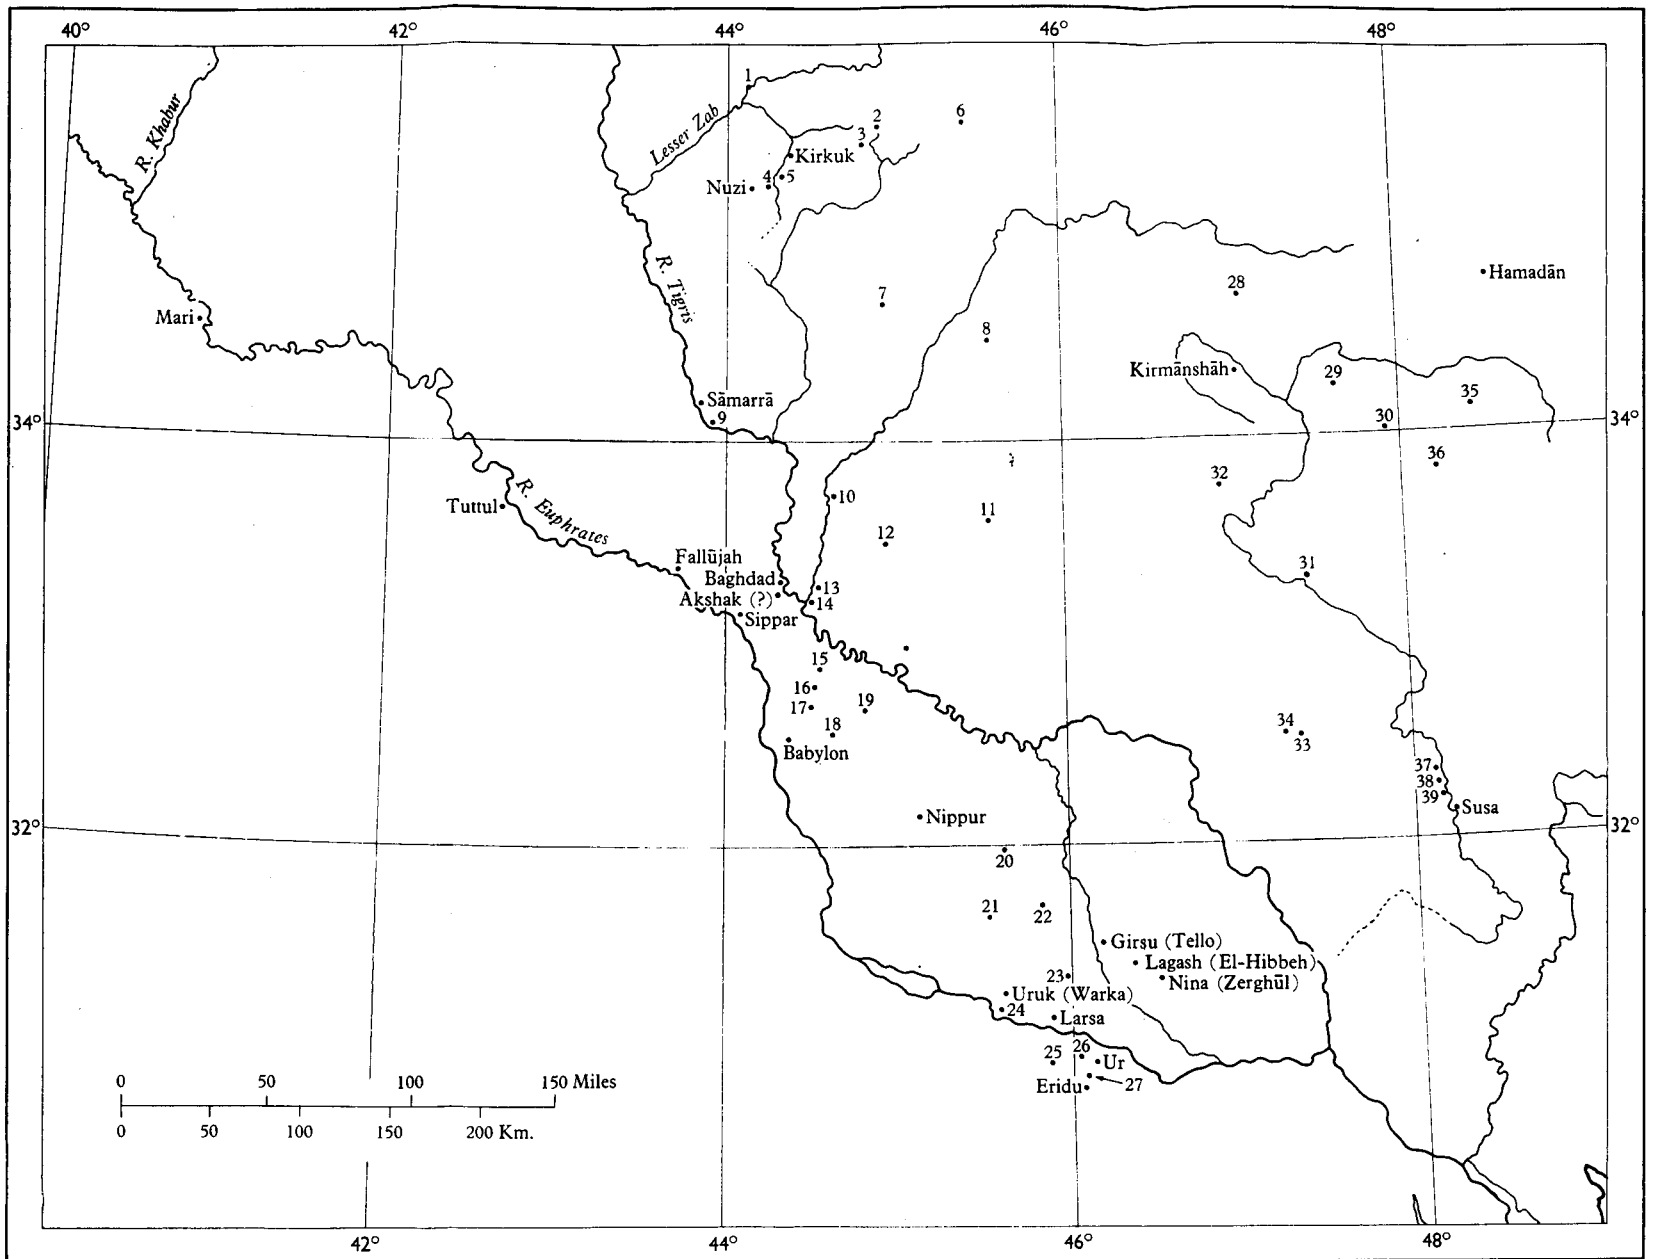 40° 42° 44° 46° 48°
1
R. Khabur
Lesser Zab
2
6
3
Kirkuk
4
5
Nuzi
R. Tigris
28
Hamadān
7
Mari
8
Kirmānshāh
29
35
Sāmarrā
9
30
34°
34°
36
32
10
Tuttul
R. Euphrates
11
12
Fallūjah
31
Baghdad
13
Akshak (?)
14
Sippar
15
16
19
17
18
34
33
Babylon
37
38
39
Susa
Nippur
32°
32°
20
21
22
Girsu (Tello)
Lagash (El-Hibbeh)
23
Nina (Zerghūl)
Uruk (Warka)
24
Larsa
25
26
Ur
Eridu
27
0 50 100 150 Miles
0 50 100 150 200 Km.
42° 44° 46° 48°